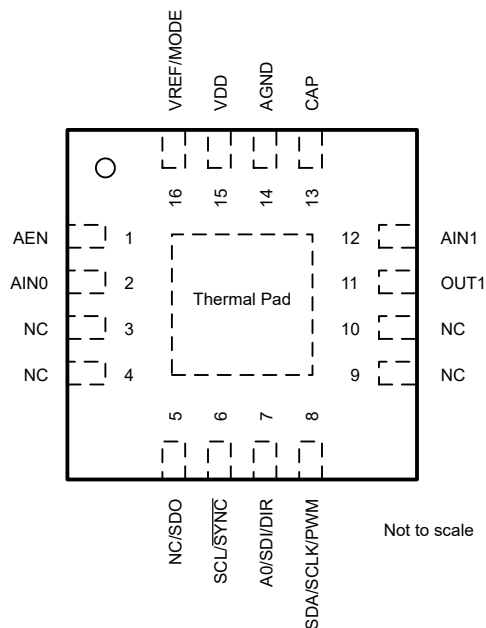 VREF/MODE
VDD
AGND
CAP
16
15
14
13
AEN 1
12 AIN1
AIN0 2
11 OUT1
NC 3
10 NC
NC 4
9 NC
Thermal Pad
5
6
7
8
NC/SDO
SCL/SYNC
A0/SDI/DIR
SDA/SCLK/PWM
Not to scale